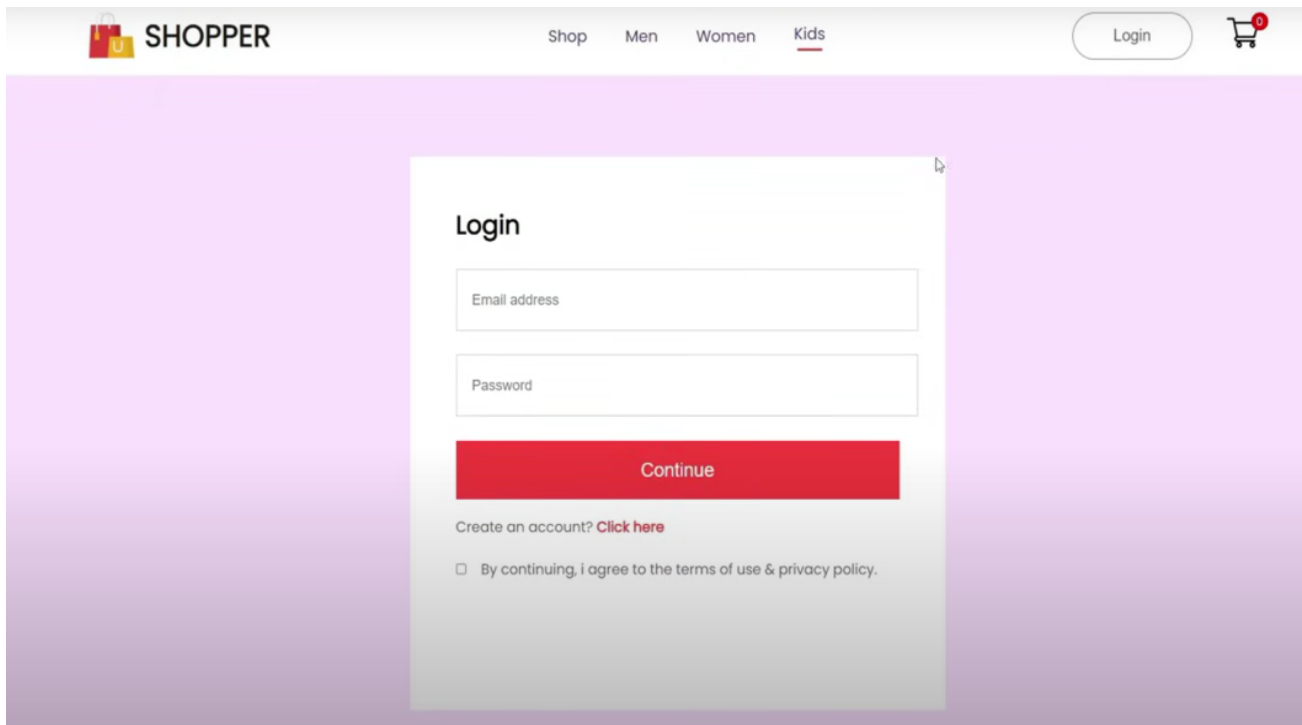 U SHOPPER Shop Men Women Kids Login 0
Login
Email address
Password
Continue
Create an account? Click here
By continuing, i agree to the terms of use & privacy policy.